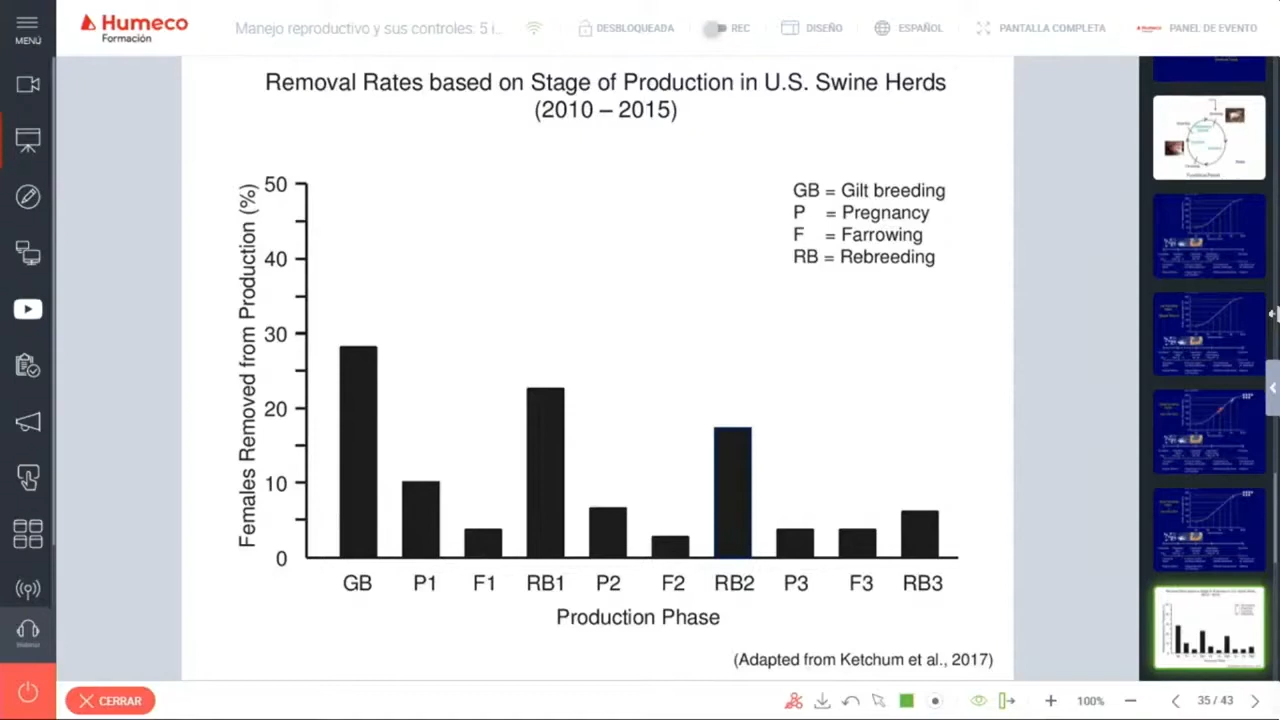 MENÚ
Humeco
Formación
Manejo reproductivo y sus controles: 5 i...
DESBLOQUEADA
REC
DISEÑO
ESPAÑOL
PANTALLA COMPLETA
PANEL DE EVENTO
Removal Rates based on Stage of Production in U.S. Swine Herds
(2010 – 2015)
Females Removed from Production (%)
50
40
30
20
10
0
GB = Gilt breeding
P = Pregnancy
F = Farrowing
RB = Rebreeding
GB P1 F1 RB1 P2 F2 RB2 P3 F3 RB3
Production Phase
(Adapted from Ketchum et al., 2017)
CERRAR
100%
35 / 43